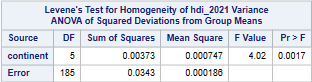 Levene's Test for Homogeneity of hdi_2021 Variance
ANOVA of Squared Deviations from Group Means
Source DF Sum of Squares Mean Square F Value Pr > F
continent 5 0.00373 0.000747 4.02 0.0017
Error 185 0.0343 0.000186